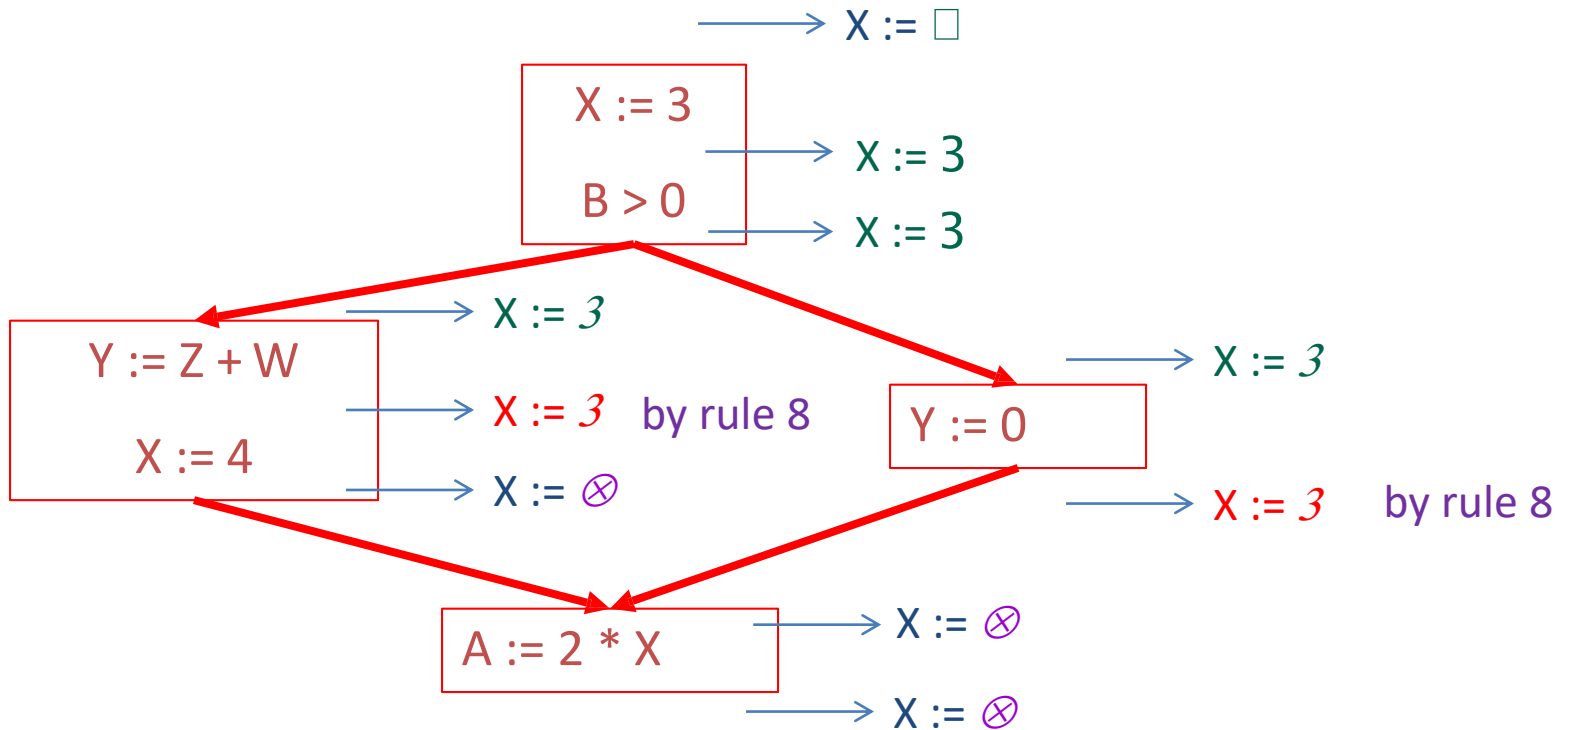 X := □
X := 3
X := 3
B > 0
X := 3
X := 3
Y := Z + W
X := 3 by rule 8
X := 4
X := ⊗
X := 3
Y := 0
X := 3 by rule 8
A := 2 * X
X := ⊗
X := ⊗